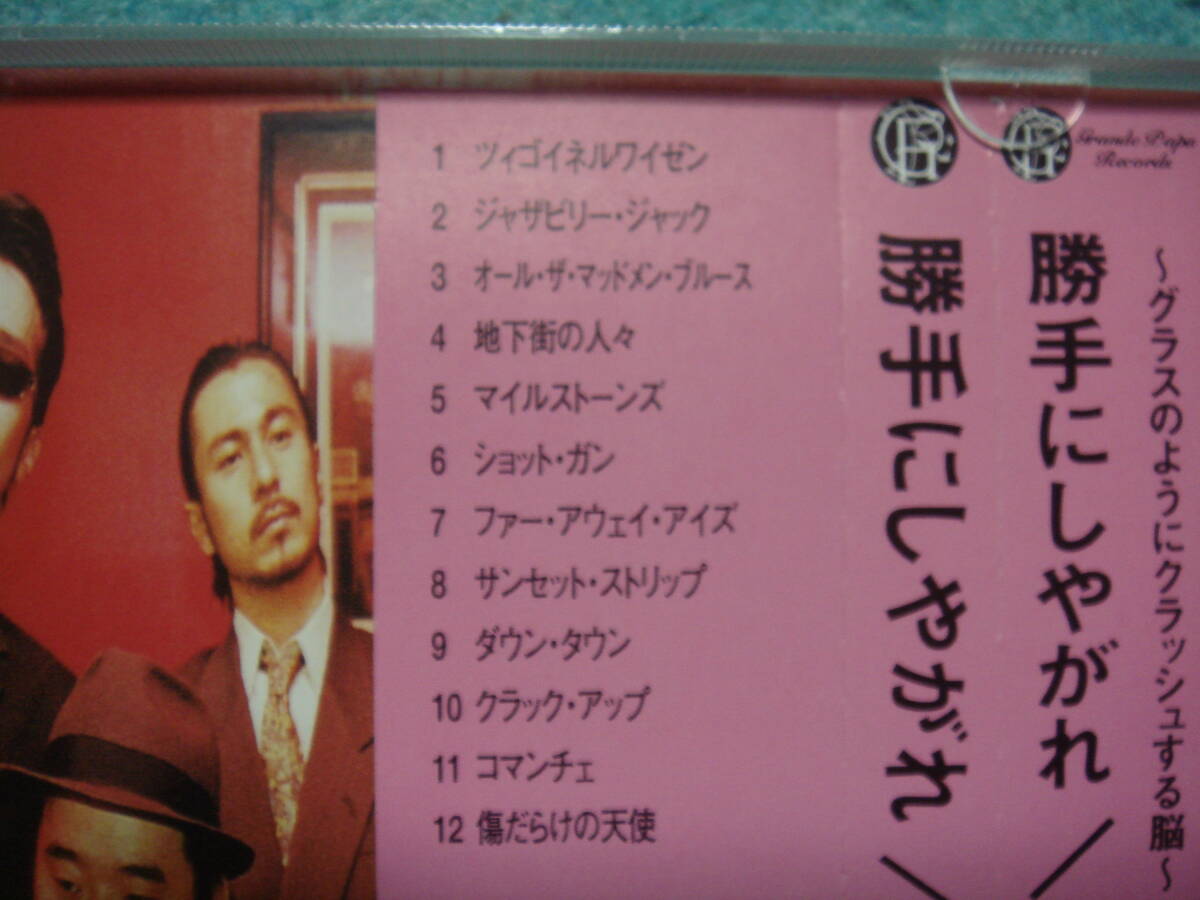 1 ツィゴイネルワイゼン
2 ジャザビリー・ジャック
3 オール・ザ・マッドメン・ブルース
4 地下街の人々
5 マイルストーンズ
6 ショット・ガン
7 ファー・アウェイ・アイズ
8 サンセット・ストリップ
9 ダウン・タウン
10 クラック・アップ
11 コマンチェ
12 傷だらけの天使
勝手にしやがれ／
Grande Papa
Records
勝手にしやがれ／
〜グラスのようにクラッシュする脳〜